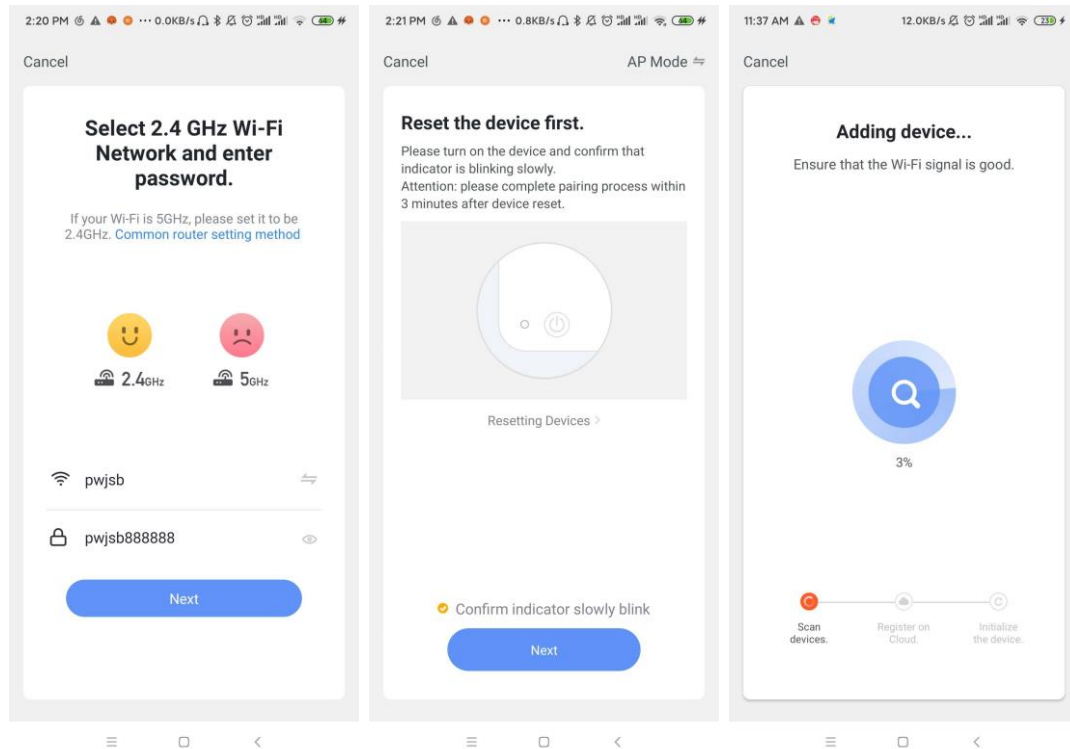 2:20 PM ... 0.0KB/s 64
Cancel
Select 2.4 GHz Wi-Fi
Network and enter
password.
If your Wi-Fi is 5GHz, please set it to be
2.4GHz. Common router setting method
2.4GHz 5GHz
pwjsb
pwjsb888888
Next
2:21 PM ... 0.8KB/s 64
Cancel AP Mode
Reset the device first.
Please turn on the device and confirm that
indicator is blinking slowly.
Attention: please complete pairing process within
3 minutes after device reset.
Resetting Devices >
Confirm indicator slowly blink
Next
11:37 AM 12.0KB/s 23
Cancel
Adding device...
Ensure that the Wi-Fi signal is good.
3%
Scan
devices.
Register on
Cloud.
Initialize
the device.